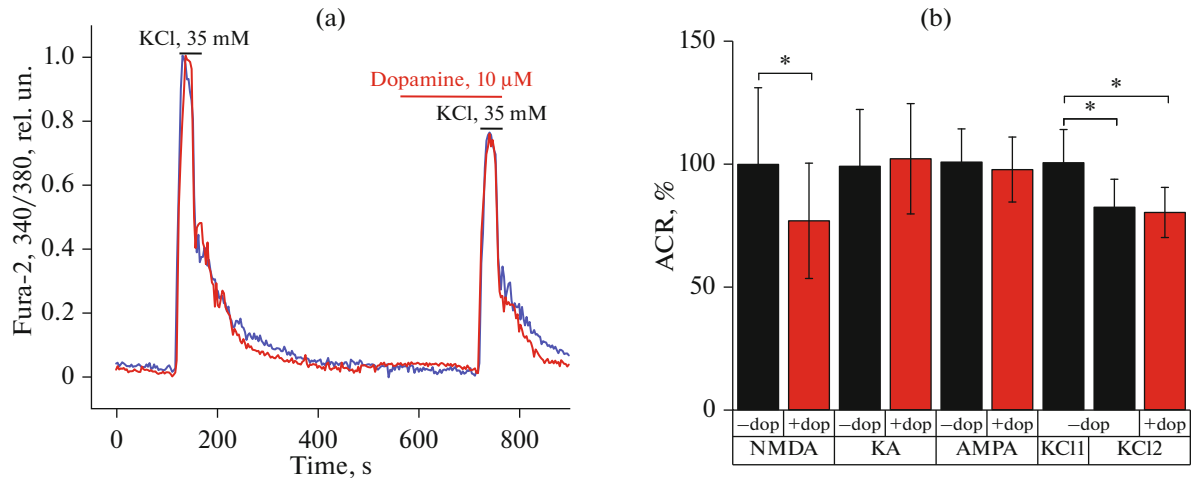 (a)
KCl, 35 mM
Dopamine, 10 µM
KCl, 35 mM
Fura-2, 340/380, rel. un.
1.0
0.8
0.6
0.4
0.2
0
0 200 400 600 800
Time, s
(b)
ACR, %
150
100
50
0
* * *
–dop +dop –dop +dop –dop +dop –dop +dop
NMDA KA AMPA KCl1 KCl2